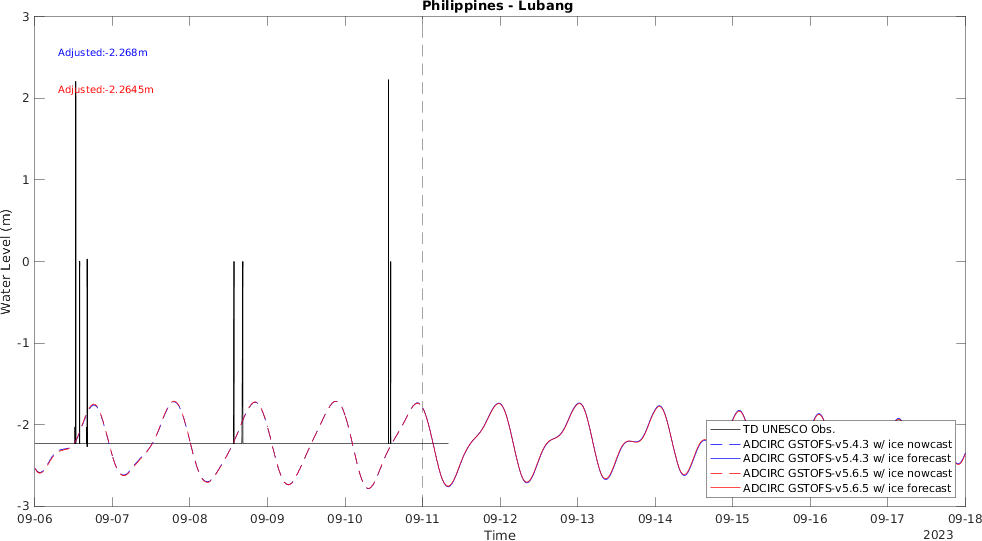 Philippines - Lubang
Adjusted:-2.268m
Adjusted:-2.2645m
Water Level (m)
3
2
1
0
-1
-2
-3
TD UNESCO Obs.
ADCIRC GSTOFS-v5.4.3 w/ ice nowcast
ADCIRC GSTOFS-v5.4.3 w/ ice forecast
ADCIRC GSTOFS-v5.6.5 w/ ice nowcast
ADCIRC GSTOFS-v5.6.5 w/ ice forecast
09-06 09-07 09-08 09-09 09-10 09-11 09-12 09-13 09-14 09-15 09-16 09-17 09-18
Time
2023